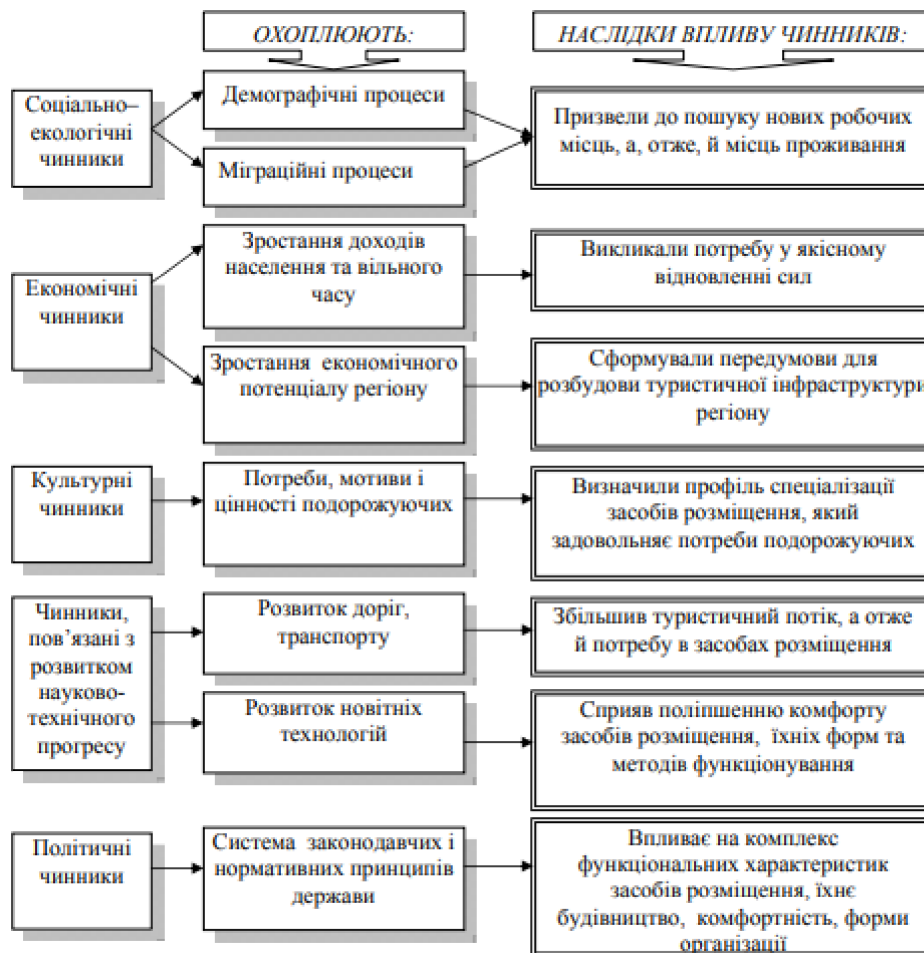 ОХОПЛЮЮТЬ:
НАСЛІДКИ ВПЛИВУ ЧИННИКІВ:
Соціально–
екологічні
чинники
Демографічні процеси
Міграційні процеси
Призвели до пошуку нових робочих
місць, а, отже, й місць проживання
Економічні
чинники
Зростання доходів
населення та вільного
часу
Викликали потребу у якісному
відновленні сил
Зростання економічного
потенціалу регіону
Сформували передумови для
розбудови туристичної інфраструктури
регіону
Культурні
чинники
Потреби, мотиви і
цінності подорожуючих
Визначили профіль спеціалізації
засобів розміщення, який
задовольняє потреби подорожуючих
Чинники,
пов’язані з
розвитком
науково-
технічного
прогресу
Розвиток доріг,
транспорту
Збільшив туристичний потік, а отже
й потребу в засобах розміщення
Розвиток новітніх
технологій
Сприяв поліпшенню комфорту
засобів розміщення, їхніх форм та
методів функціонування
Політичні
чинники
Система законодавчих і
нормативних принципів
держави
Впливає на комплекс
функціональних характеристик
засобів розміщення, їхнє
будівництво, комфортність, форми
організації